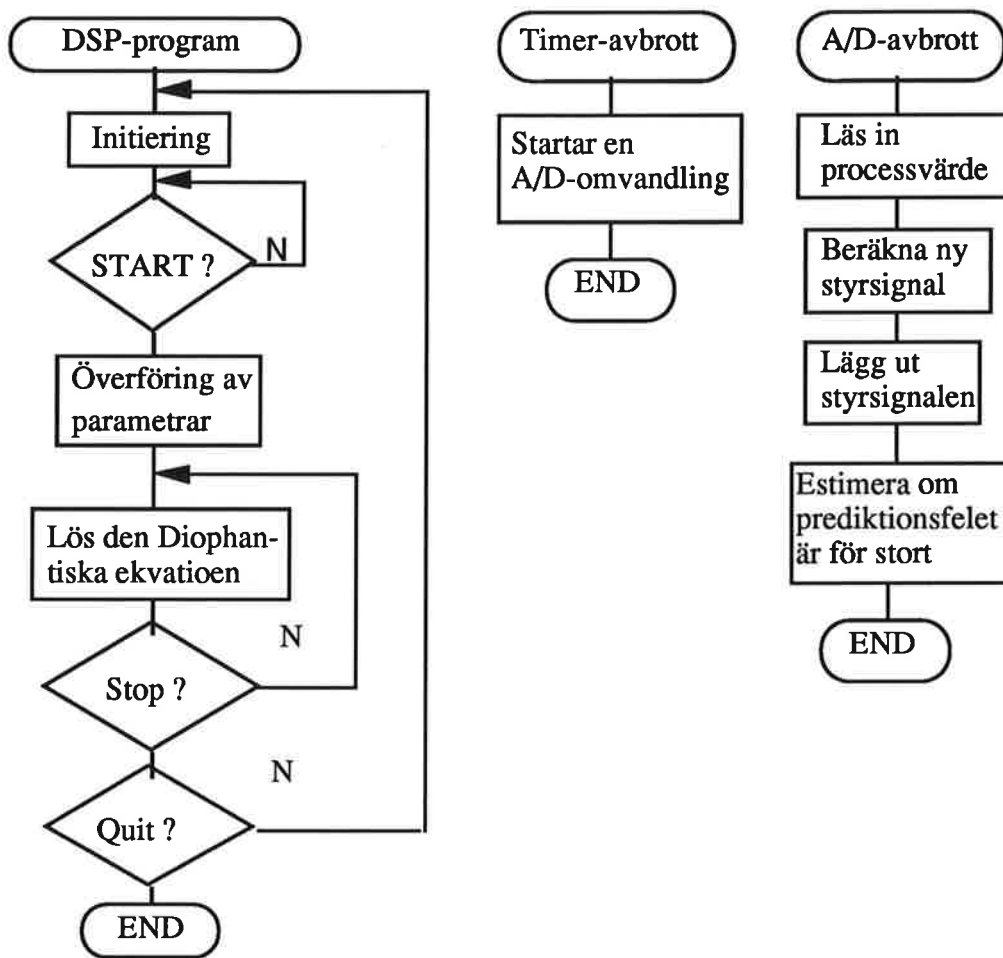 DSP-program
Initiering
N
START ?
Överföring av
parametrar
Lös den Diophan-
tiska ekvatioen
N
Stop ?
N
Quit ?
END
Timer-avbrott
Startar en
A/D-omvandling
END
A/D-avbrott
Läs in
processvärde
Beräkna ny
styrsignal
Lägg ut
styrsignalen
Estimera om
prediktionsfelet
är för stort
END